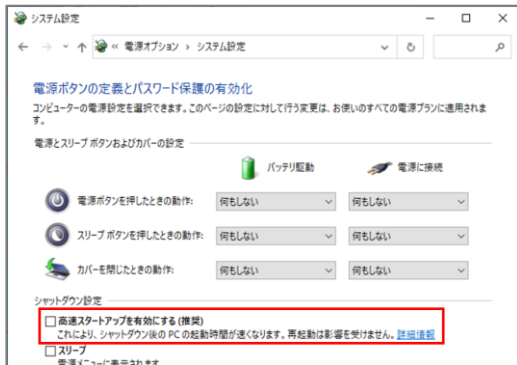 システム設定
« 電源オプション > システム設定
電源ボタンの定義とパスワード保護の有効化
コンピューターの電源設定を選択できます。このページの設定に対して行う変更は、お使いのすべての電源プランに適用されま
す。
電源とスリープ ボタンおよびカバーの設定
バッテリ駆動 電源に接続
電源ボタンを押したときの動作: 何もしない 何もしない
スリープ ボタンを押したときの動作: 何もしない 何もしない
カバーを閉じたときの動作: 何もしない 何もしない
シャットダウン設定
高速スタートアップを有効にする (推奨)
これにより、シャットダウン後の PC の起動時間が速くなります。再起動は影響を受けません。詳細情報
スリープ
電源メニューに表示されます。